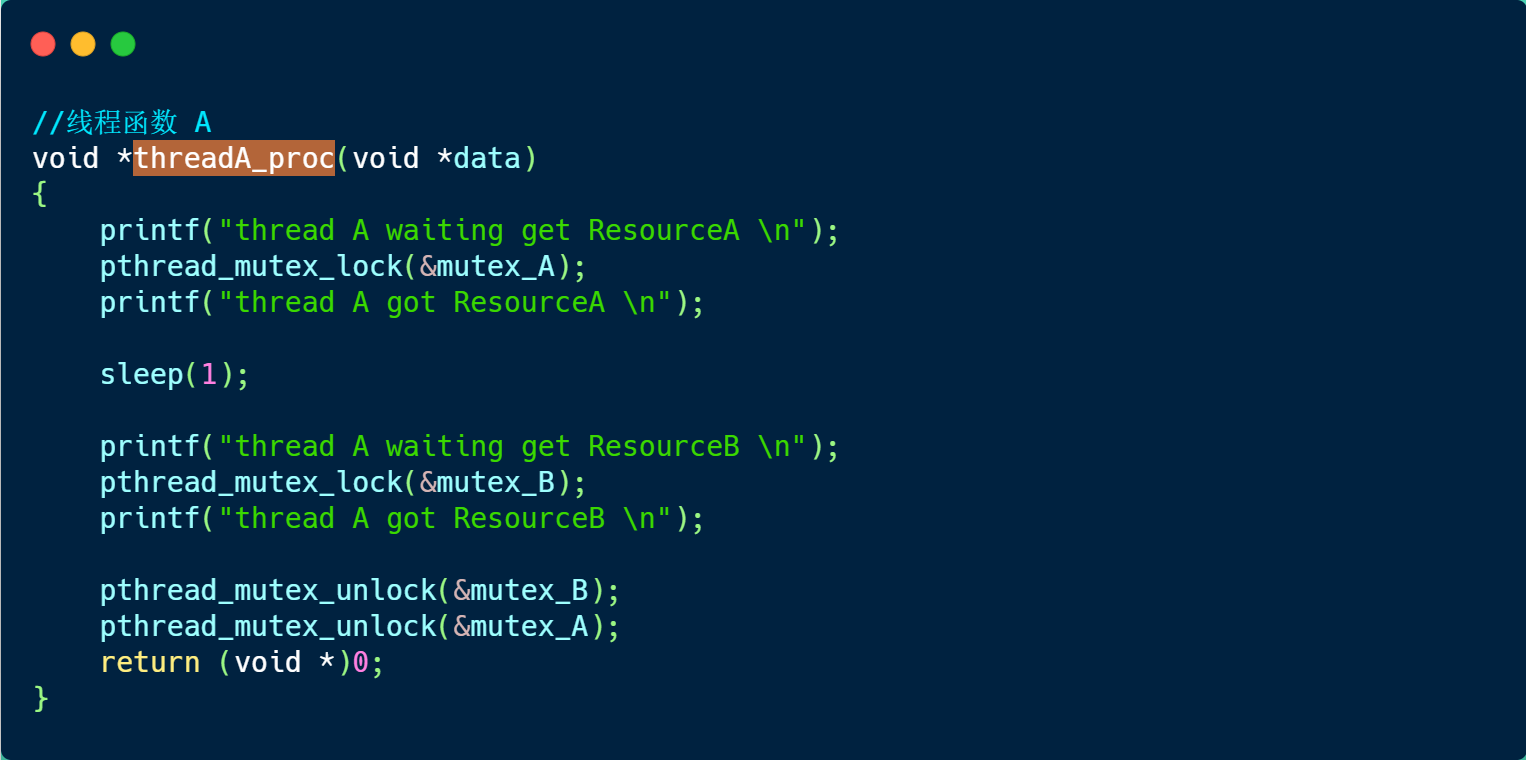 //线程函数 A
void *threadA_proc(void *data)
{
    printf("thread A waiting get ResourceA \n");
    pthread_mutex_lock(&mutex_A);
    printf("thread A got ResourceA \n");
    sleep(1);
    printf("thread A waiting get ResourceB \n");
    pthread_mutex_lock(&mutex_B);
    printf("thread A got ResourceB \n");
    pthread_mutex_unlock(&mutex_B);
    pthread_mutex_unlock(&mutex_A);
    return (void *)0;
}